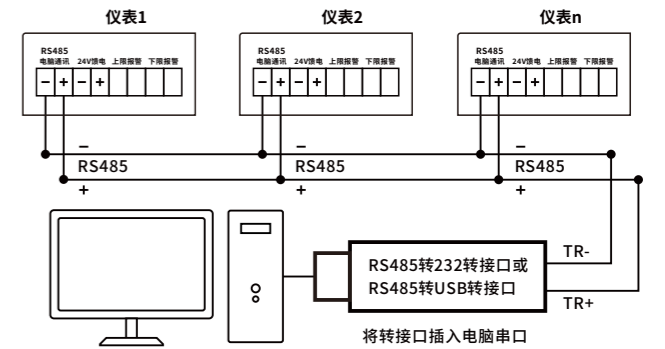 仪表1 仪表2 仪表n
RS485 RS485 RS485
电脑通讯 24V馈电 上限报警 下限报警 电脑通讯 24V馈电 上限报警 下限报警 电脑通讯 24V馈电 上限报警 下限报警
− + − + − + − + − + − +
− − −
RS485 RS485 RS485
+ + +
TR-
RS485转232转接口或
RS485转USB转接口
TR+
将转接口插入电脑串口